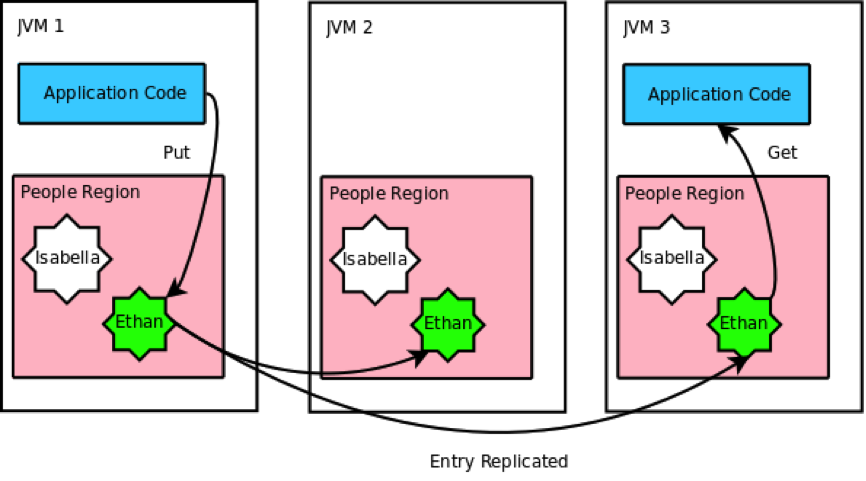 JVM 1
Application Code
Put
People Region
Isabella
Ethan
JVM 2
People Region
Isabella
Ethan
JVM 3
Application Code
Get
People Region
Isabella
Ethan
Entry Replicated